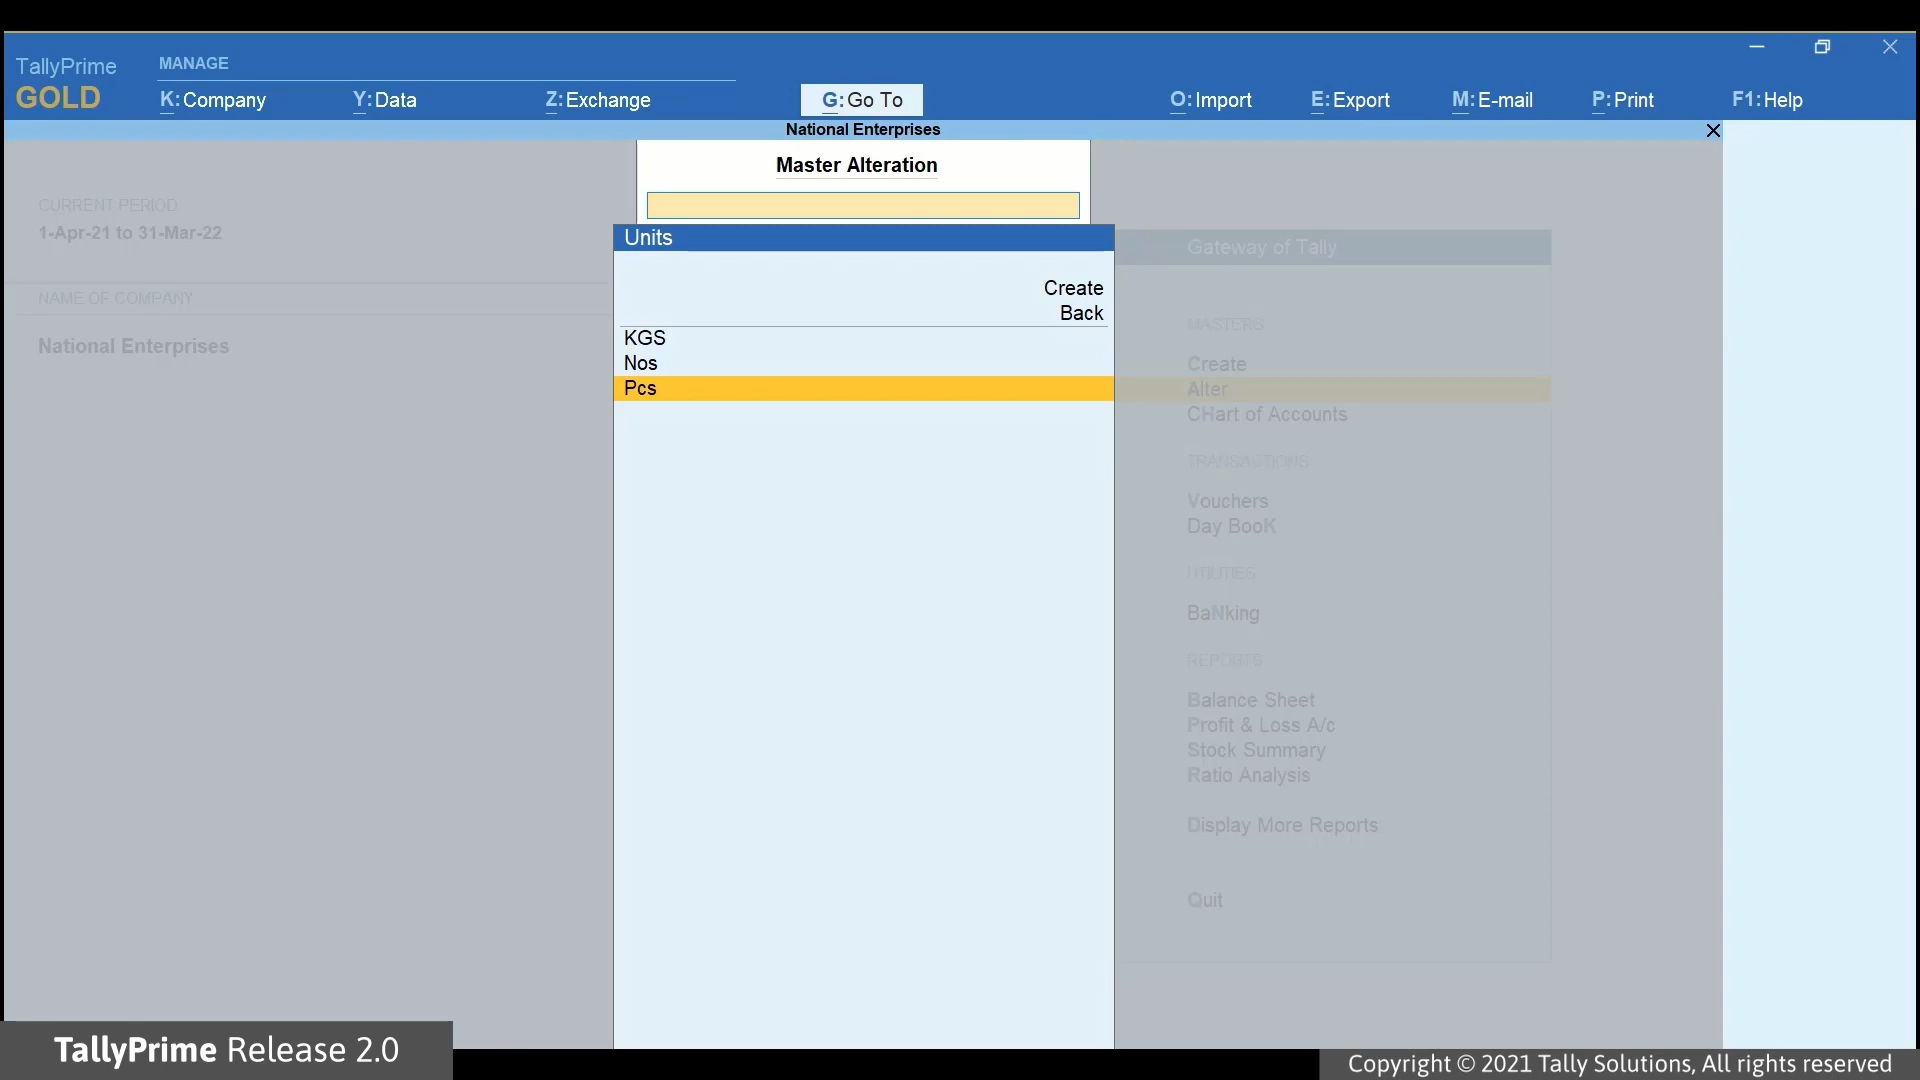 TallyPrime
GOLD
MANAGE
K:Company
Y:Data
Z:Exchange
G:Go To
O:Import
E:Export
M:E-mail
P:Print
F1:Help
National Enterprises
Master Alteration
CURRENT PERIOD
1-Apr-21 to 31-Mar-22
NAME OF COMPANY
National Enterprises
Units
Create
Back
KGS
Nos
Pcs
Gateway of Tally
MASTERS
Create
Alter
CHart of Accounts
TRANSACTIONS
Vouchers
Day BooK
UTILITIES
BaNking
REPORTS
Balance Sheet
Profit & Loss A/c
Stock Summary
Ratio Analysis
Display More Reports
Quit
TallyPrime Release 2.0
Copyright © 2021 Tally Solutions, All rights reserved